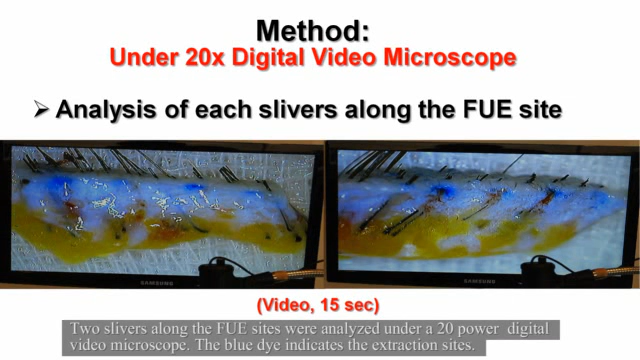 Method:
Under 20x Digital Video Microscope
➢ Analysis of each slivers along the FUE site
SAMSUNG
SAMSUNG
(Video, 15 sec)
Two slivers along the FUE sites were analyzed under a 20 power digital
video microscope. The blue dye indicates the extraction sites.